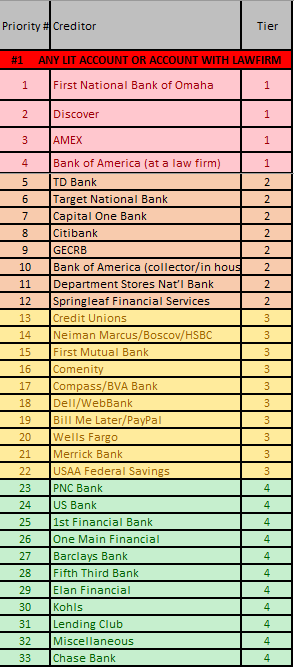 Priority # Creditor Tier
#1 ANY LIT ACCOUNT OR ACCOUNT WITH LAWFIRM
1 First National Bank of Omaha 1
2 Discover 1
3 AMEX 1
4 Bank of America (at a law firm) 1
5 TD Bank 2
6 Target National Bank 2
7 Capital One Bank 2
8 Citibank 2
9 GECRB 2
10 Bank of America (collector/in hous 2
11 Department Stores Nat'l Bank 2
12 Springleaf Financial Services 2
13 Credit Unions 3
14 Neiman Marcus/Boscov/HSBC 3
15 First Mutual Bank 3
16 Comenity 3
17 Compass/BVA Bank 3
18 Dell/WebBank 3
19 Bill Me Later/PayPal 3
20 Wells Fargo 3
21 Merrick Bank 3
22 USAA Federal Savings 3
23 PNC Bank 4
24 US Bank 4
25 1st Financial Bank 4
26 One Main Financial 4
27 Barclays Bank 4
28 Fifth Third Bank 4
29 Elan Financial 4
30 Kohls 4
31 Lending Club 4
32 Miscellaneous 4
33 Chase Bank 4